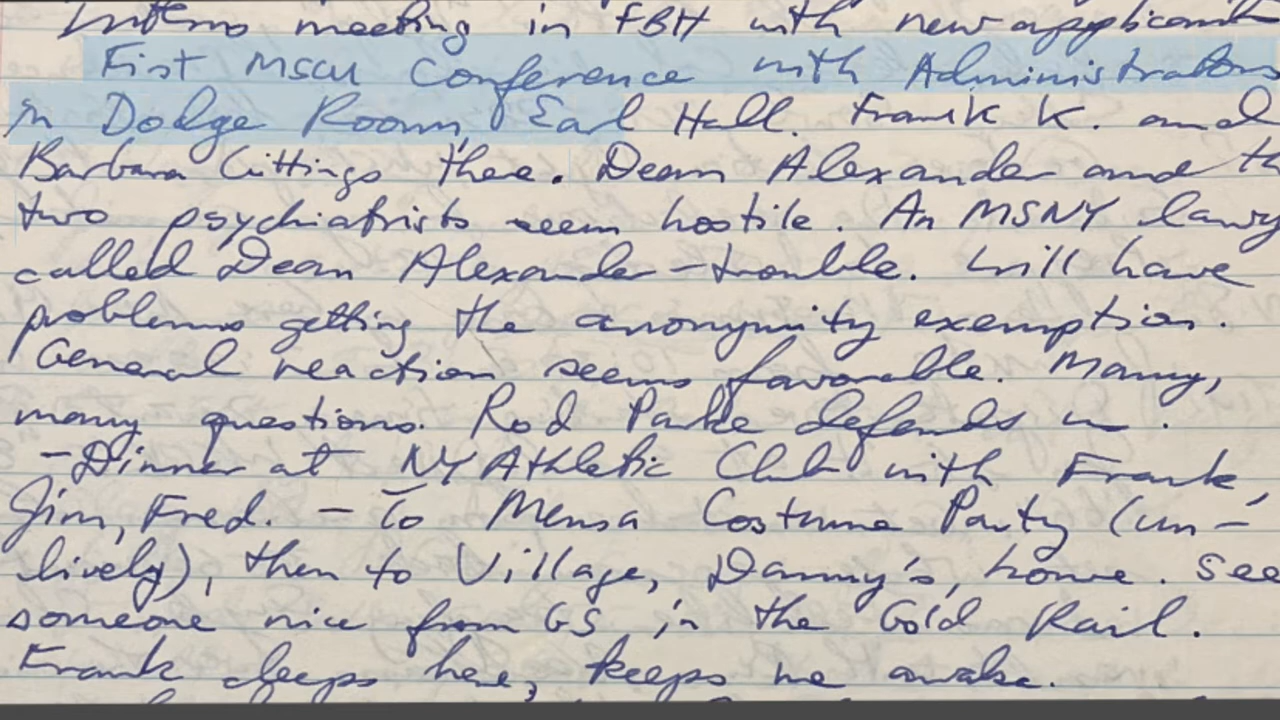 meeting in FBH with new applicants
First MSCU Conference with Administrators
in Dodge Room, Earl Hall. Frank K. and
Barbara Gittings there. Dean Alexander and th
two psychiatrists seem hostile. An MSNY lawy
called Dean Alexander – trouble. Will have
problems getting the anonymity exemption.
General reaction seems favorable. Many,
many questions. Rod Parke defends us.
– Dinner at NY Athletic Club with Frank,
Jim, Fred. – To Mensa Costume Party (un-
lively), then to Village, Danny's, home. See
someone nice from GS in the Gold Rail.
Frank sleeps here, keeps me awake.